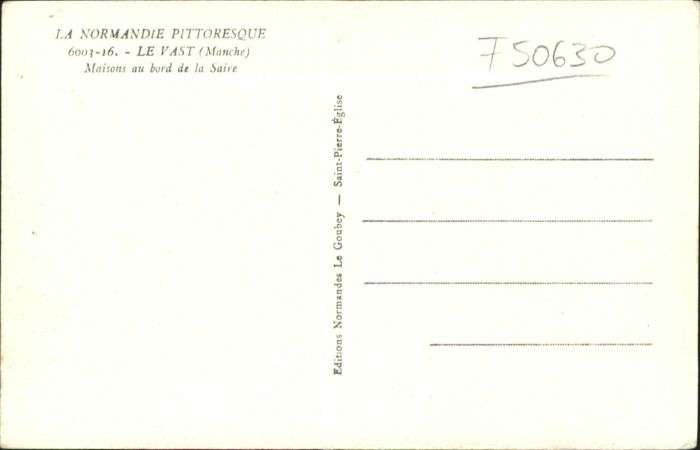 LA NORMANDIE PITTORESQUE
6003-16. - LE VAST (Manche)
Maisons au bord de la Saire
750630
Editions Normandes Le Goubey — Saint-Pierre-Église